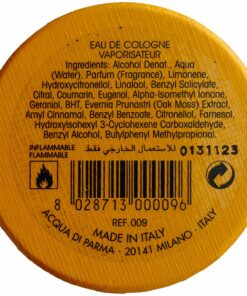 EAU DE COLOGNE
VAPORISATEUR
Ingredients: Alcohol Denat., Aqua
(Water), Parfum (Fragrance), Limonene,
Hydroxycitronellal, Linalool, Benzyl Salicylate,
Citral, Coumarin, Eugenol, Alpha-Isomethyl Ionone,
Geraniol, BHT, Evernia Prunastri (Oak Moss) Extract,
Amyl Cinnamal, Benzyl Benzoate, Citronellal, Farnesol,
Hydroxyisohexyl 3-Cyclohexene Carboxaldehyde,
Benzyl Alcohol, Butylphenyl Methylpropional.
INFLAMMABLE
FLAMMABLE
للاستعمال الخارجي فقط.
0131123
8 028713 000096
REF. 009
MADE IN ITALY
ACQUA DI PARMA - 20141 MILANO - ITALY